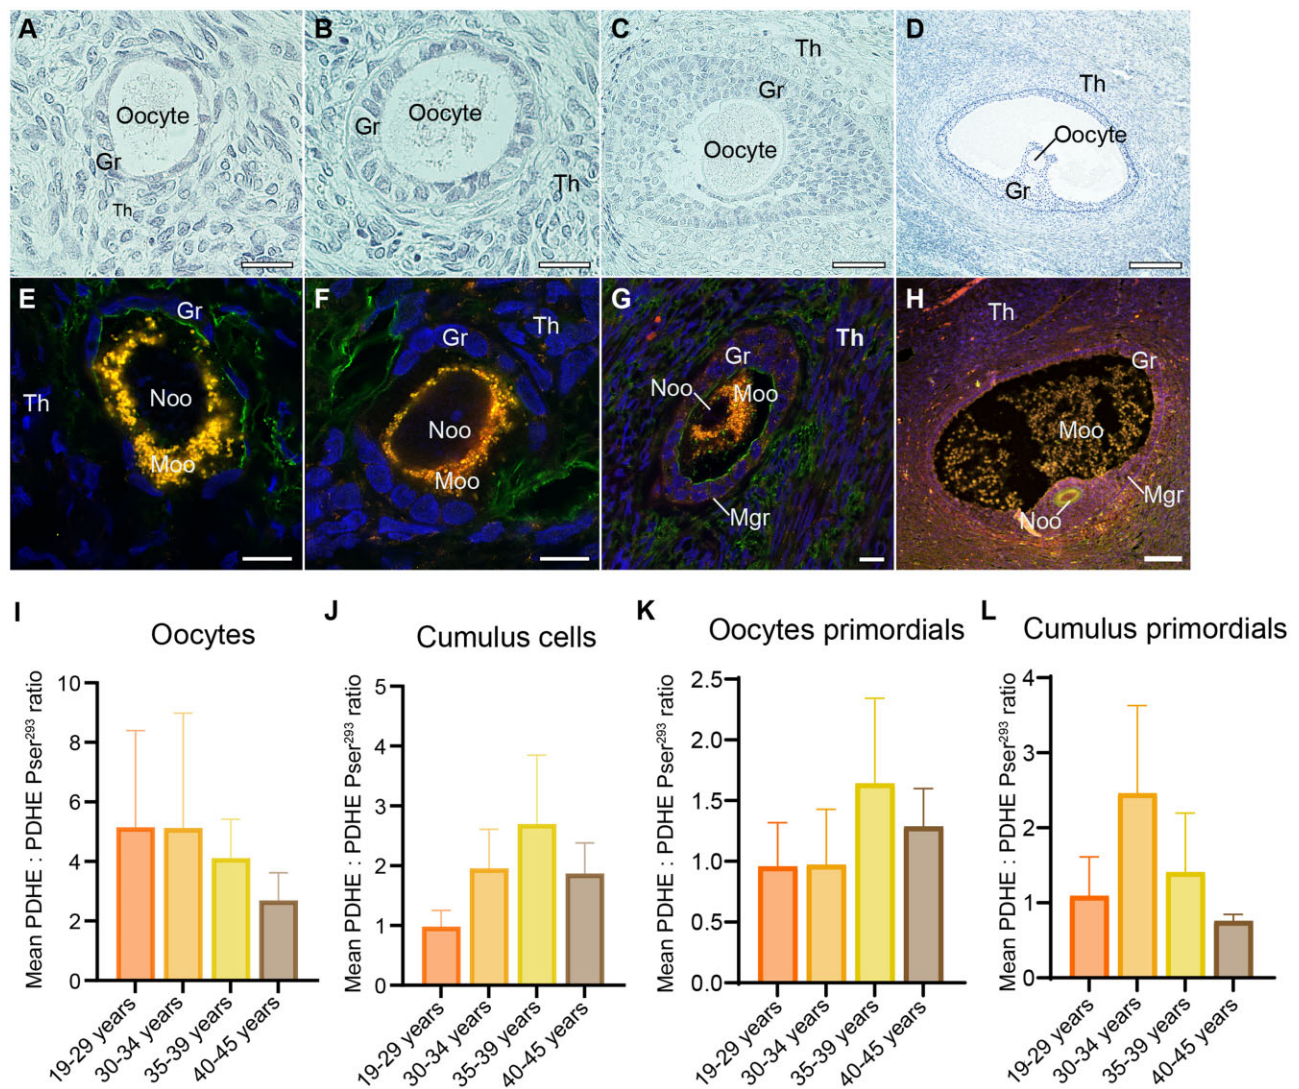 A
Oocyte
Gr
Th
B
Oocyte
Gr
Th
C
Th
Gr
Oocyte
D
Th
Oocyte
Gr
E
Gr
Th
Noo
Moo
F
Gr
Th
Noo
Moo
G
Th
Gr
Noo
Moo
Mgr
H
Th
Gr
Moo
Mgr
Noo
I
Oocytes
Mean PDHE : PDHE Pser²⁹³ ratio
10
8
6
4
2
0
19-29 years
30-34 years
35-39 years
40-45 years
J
Cumulus cells
Mean PDHE : PDHE Pser²⁹³ ratio
5
4
3
2
1
0
19-29 years
30-34 years
35-39 years
40-45 years
K
Oocytes primordials
Mean PDHE : PDHE Pser²⁹³ ratio
2.5
2.0
1.5
1.0
0.5
0.0
19-29 years
30-34 years
35-39 years
40-45 years
L
Cumulus primordials
Mean PDHE : PDHE Pser²⁹³ ratio
4
3
2
1
0
19-29 years
30-34 years
35-39 years
40-45 years